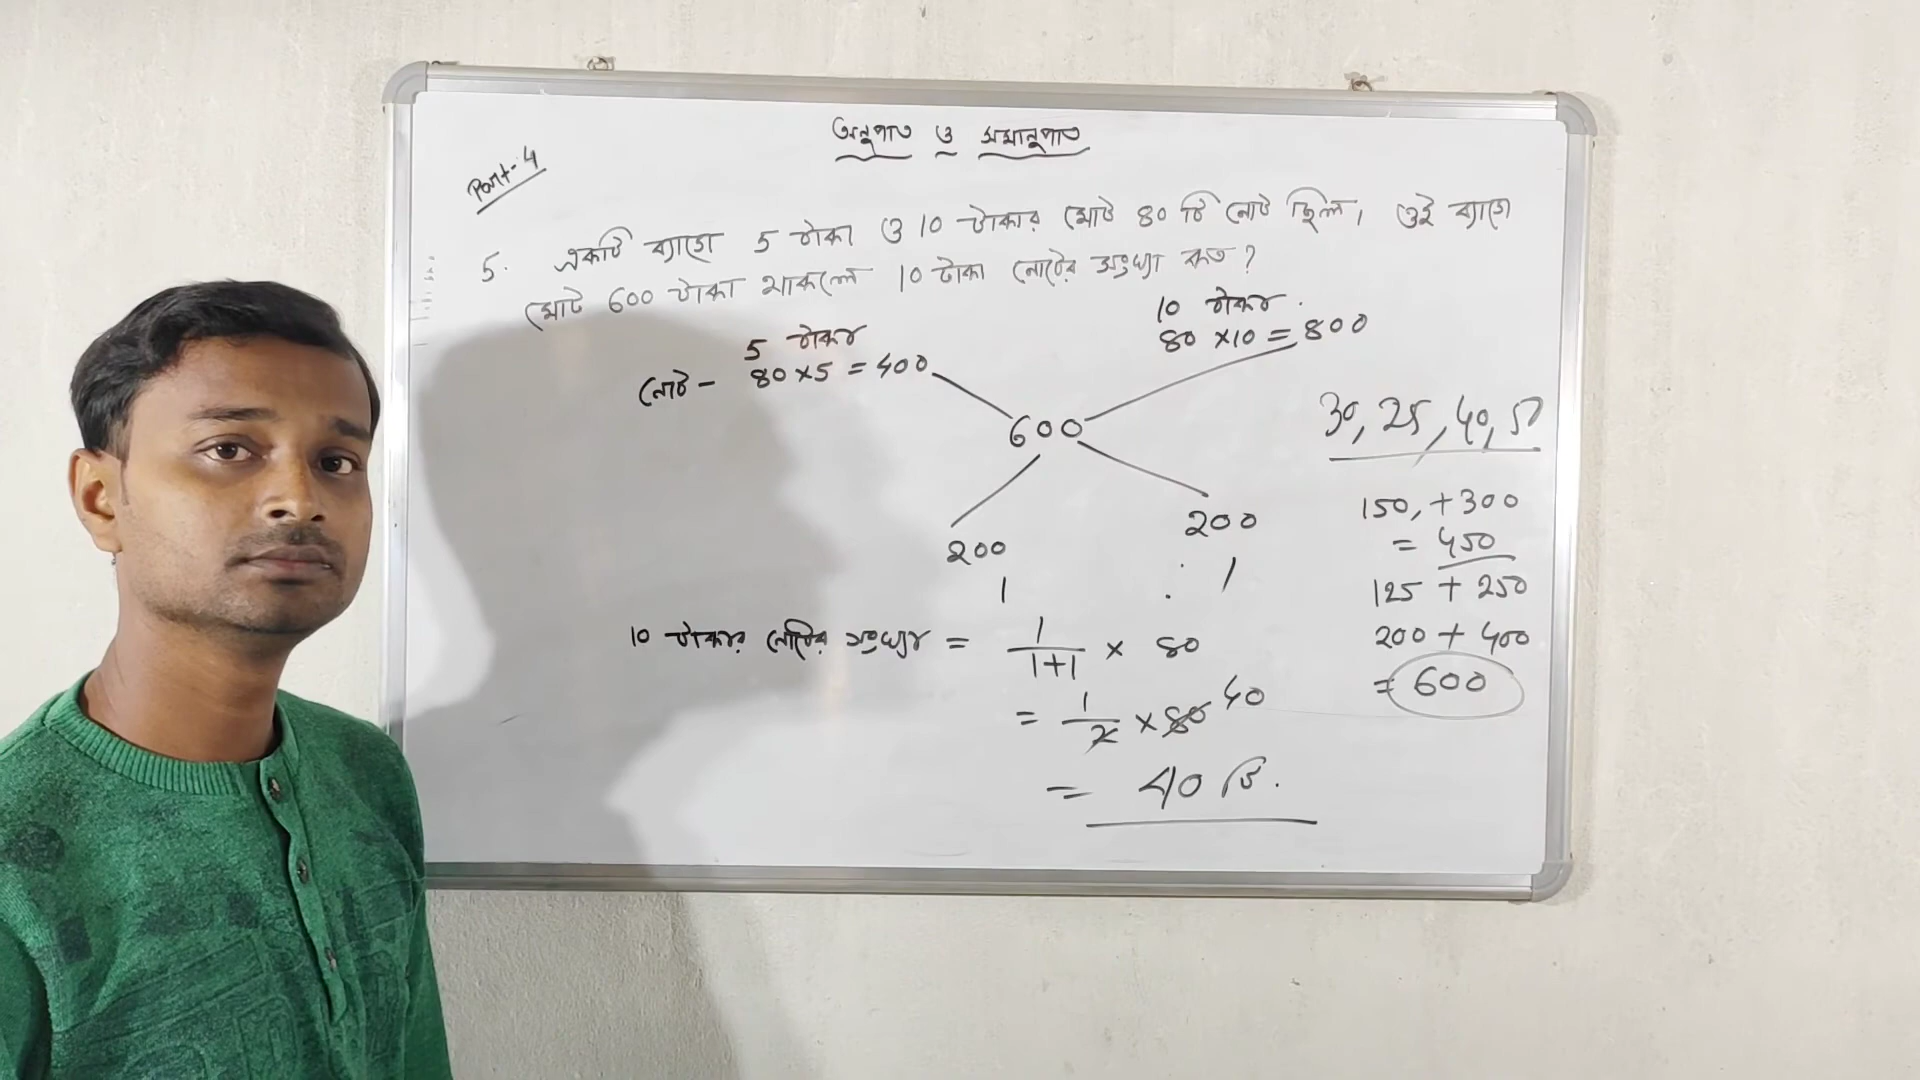 অনুপাত ও সমানুপাত
Part-4
5. একটি ব্যাগে 5 টাকা ও 10 টাকার মোট 80 টি নোট ছিল, ওই ব্যাগে
মোট 600 টাকা থাকলে 10 টাকা নোটের সংখ্যা কত?
5 টাকার
10 টাকার
নোট - 80 × 5 = 400
80 × 10 = 800
600
200
200
1 : 1
10 টাকার নোটের সংখ্যা = 1/(1+1) × 80
= 1/2 × 80 40
= 40 টি.
30, 25, 40, 50
150, + 300
= 450
125 + 250
200 + 400
= 600